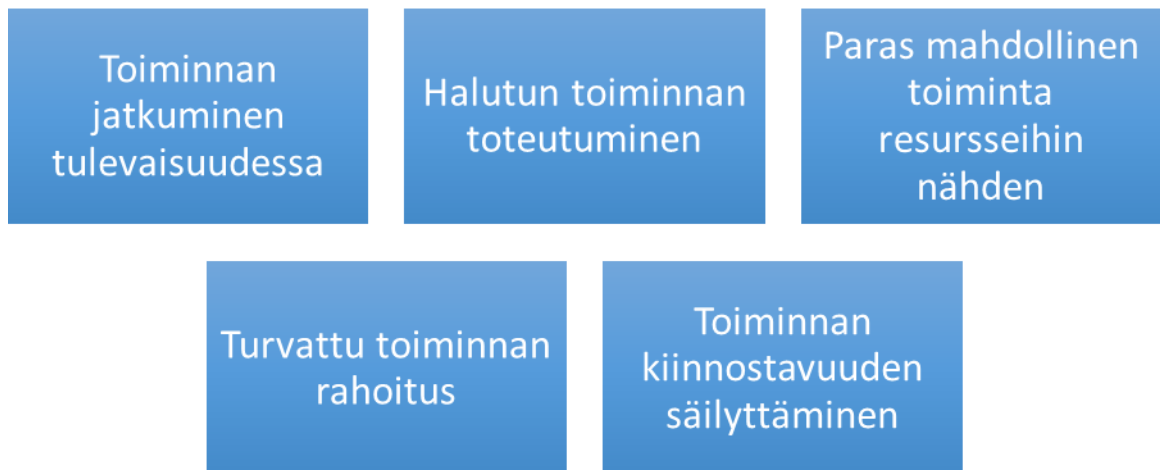 Toiminnan
jatkuminen
tulevaisuudessa
Halutun toiminnan
toteutuminen
Paras mahdollinen
toiminta
resursseihin
nähden
Turvattu toiminnan
rahoitus
Toiminnan
kiinnostavuuden
säilyttäminen